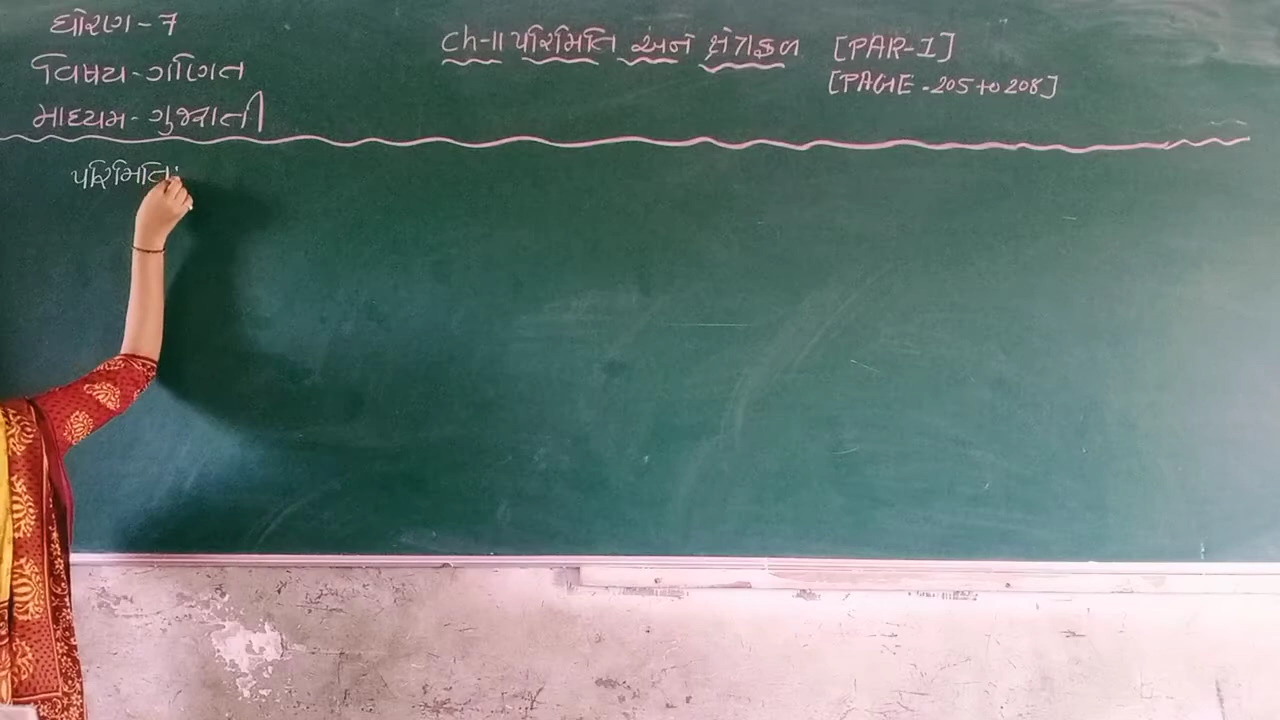 ધોરણ - 7
વિષય - ગણિત
માધ્યમ - ગુજરાતી
Ch-11 પરિમિતિ અને ક્ષેત્રફળ [PAR-1]
[PAGE - 205 to 208]
પરિમિતિ: